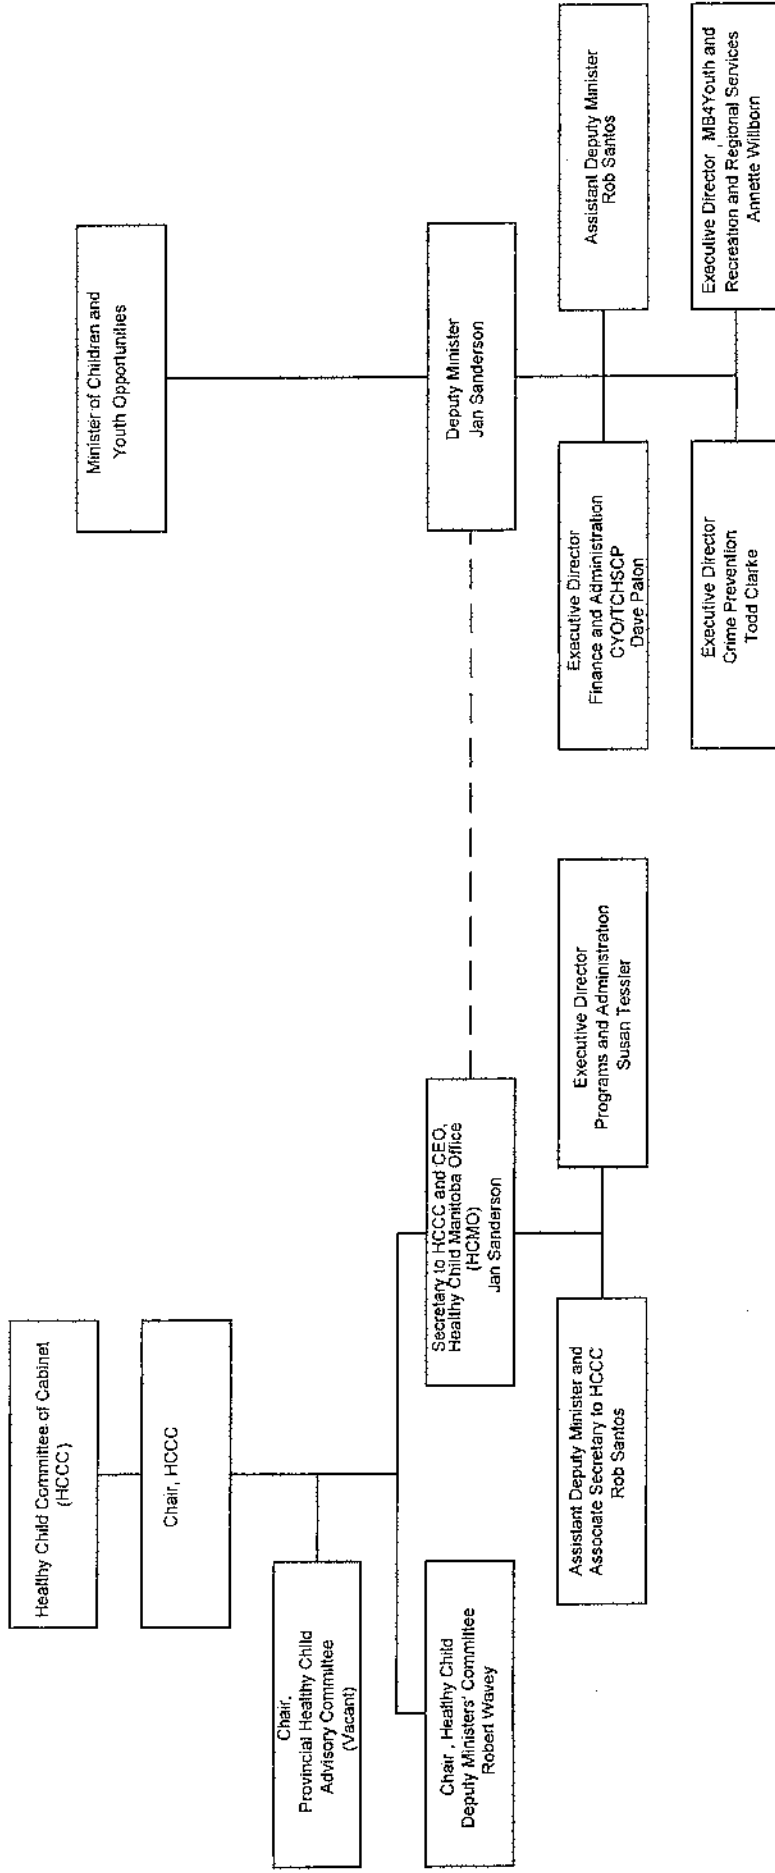 Healthy Child Committee of Cabinet
(HCCC)
Chair, HCCC
Chair,
Provincial Healthy Child
Advisory Committee
(Vacant)
Chair , Healthy Child
Deputy Ministers' Committee
Robert Wavey
Secretary to HCCC and CEO,
Healthy Child Manitoba Office
(HCMO)
Jan Sanderson
Assistant Deputy Minister and
Associate Secretary to HCCC
Rob Santos
Executive Director
Programs and Administration
Susan Tessler
Minister of Children and
Youth Opportunities
Deputy Minister
Jan Sanderson
Executive Director
Finance and Administration
CYO/TCHSCP
Dave Paton
Assistant Deputy Minister
Rob Santos
Executive Director
Crime Prevention
Todd Clarke
Executive Director MB4Youth and
Recreation and Regional Services
Annette Willborn